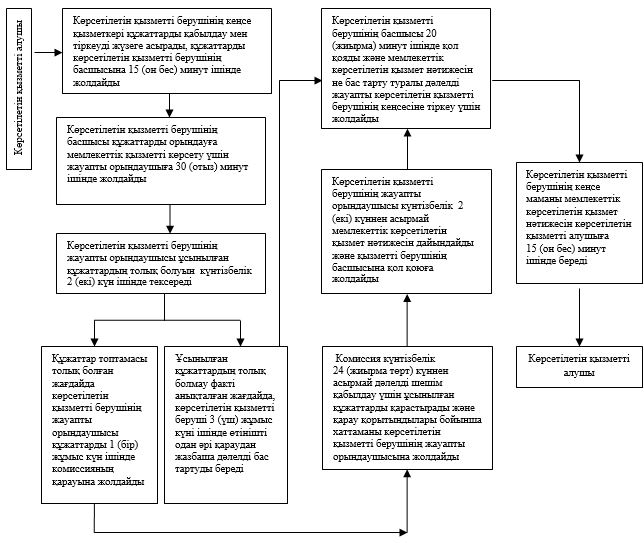 Көрсетілетін қызметті алушы
Көрсетілетін қызметті берушінің кеңсе
қызметкері құжаттарды қабылдау мен
тіркеуді жүзеге асырады, құжаттарды
көрсетілетін қызметті берушінің
басшысына 15 (он бес) минут ішінде
жолдайды
Көрсетілетін қызметті берушінің
басшысы құжаттарды орындауға
мемлекеттік қызметті көрсету үшін
жауапты орындаушыға 30 (отыз) минут
ішінде жолдайды
Көрсетілетін қызметті берушінің
жауапты орындаушысы ұсынылған
құжаттардың толық болуын күнтізбелік
2 (екі) күн ішінде тексереді
Құжаттар топтамасы
толық болған
жағдайда
көрсетілетін
қызметті берушінің
жауапты
орындаушысы
құжаттарды 1 (бір)
жұмыс күн ішінде
комиссияның
қарауына жолдайды
Ұсынылған
құжаттардың толық
болмау факті
анықталған жағдайда,
көрсетілетін қызметті
беруші 3 (үш) жұмыс
күні ішінде өтінішті
одан әрі қараудан
жазбаша дәлелді бас
тартуды береді
Көрсетілетін қызметті
берушінің басшысы 20
(жиырма) минут ішінде қол
қояды және мемлекеттік
көрсетілетін қызмет нәтижесін
не бас тарту туралы дәлелді
жауапты көрсетілетін қызметті
берушінің кеңсесіне тіркеу үшін
жолдайды
Көрсетілетін қызметті
берушінің жауапты
орындаушысы күнтізбелік 2
(екі) күннен асырмай
мемлекеттік көрсетілетін
қызмет нәтижесін дайындайды
және қызметті берушінің
басшысына қол қоюға
жолдайды
Комиссия күнтізбелік
24 (жиырма төрт) күннен
асырмай дәлелді шешім
қабылдау үшін ұсынылған
құжаттарды қарастырады және
қарау қорытындылары бойынша
хаттаманы көрсетілетін
қызметті берушінің жауапты
орындаушысына жолдайды
Көрсетілетін қызметті
берушінің кеңсе
маманы мемлекеттік
көрсетілетін қызмет
нәтижесін көрсетілетін
қызметті алушыға
15 (он бес) минут
ішінде береді
Көрсетілетін қызметті
алушы